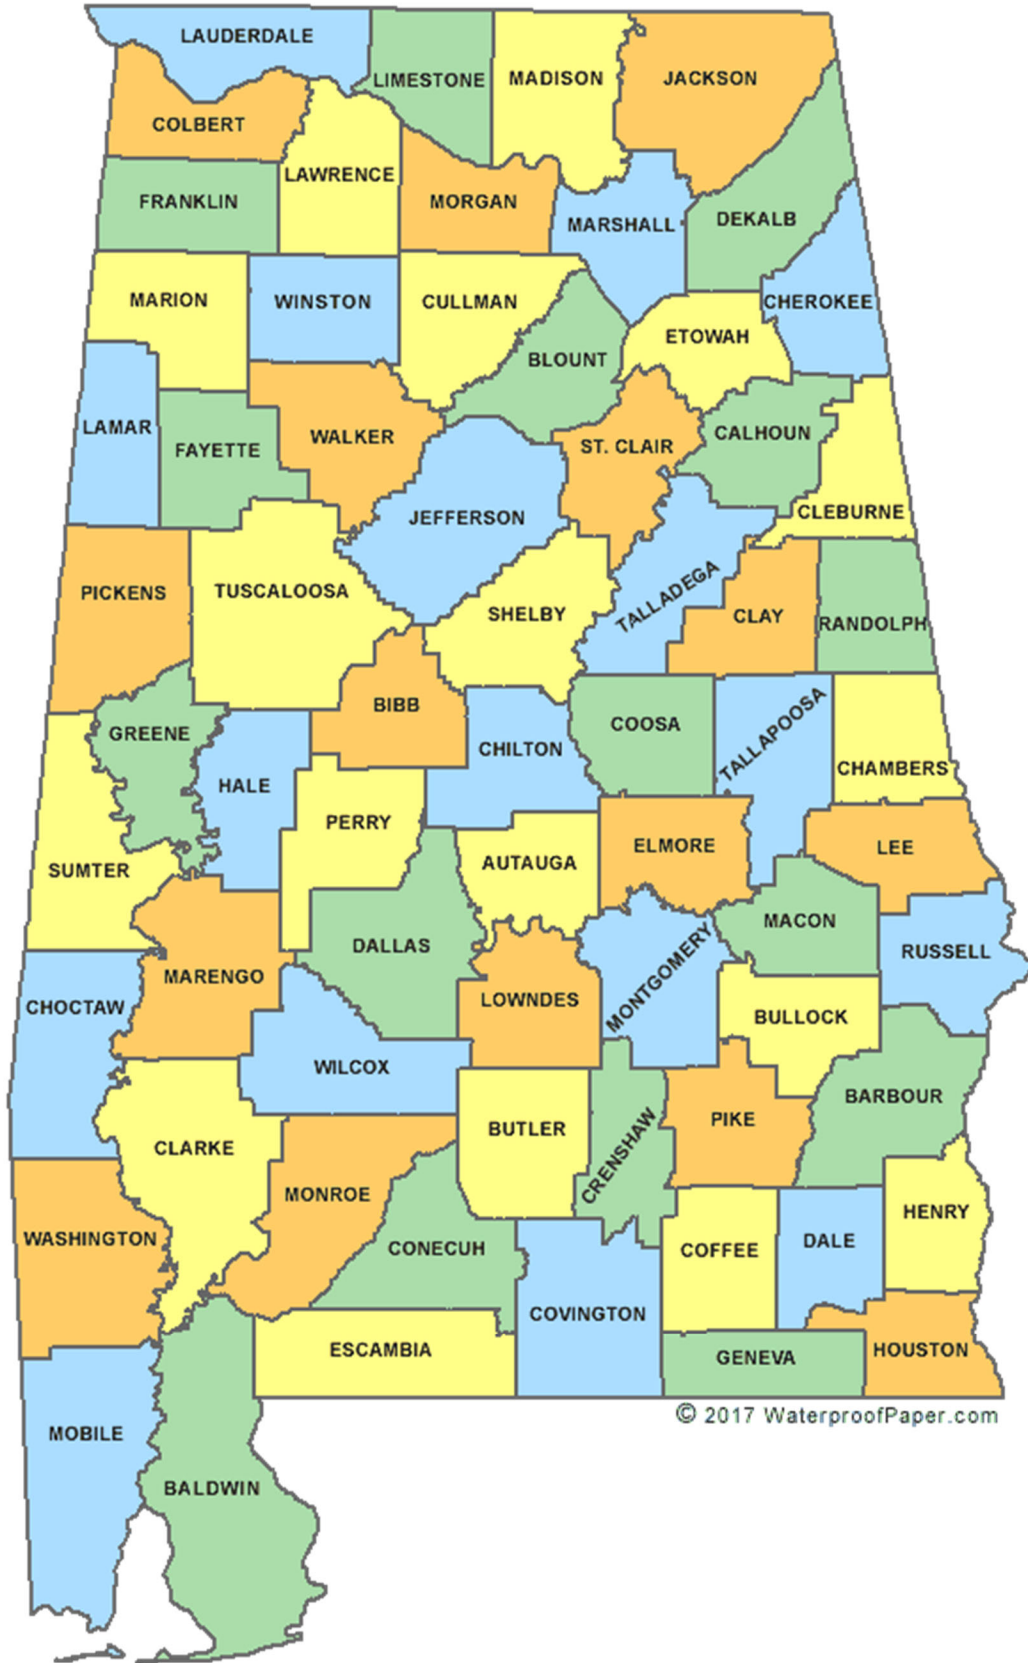 LAUDERDALE
LIMESTONE
MADISON
JACKSON
COLBERT
LAWRENCE
FRANKLIN
MORGAN
MARSHALL
DEKALB
MARION
WINSTON
CULLMAN
CHEROKEE
ETOWAH
BLOUNT
LAMAR
FAYETTE
WALKER
ST. CLAIR
CALHOUN
CLEBURNE
JEFFERSON
PICKENS
TUSCALOOSA
SHELBY
TALLADEGA
CLAY
RANDOLPH
BIBB
GREENE
CHILTON
COOSA
TALLAPOOSA
CHAMBERS
HALE
PERRY
SUMTER
AUTAUGA
ELMORE
LEE
DALLAS
MACON
MARENGO
LOWNDES
MONTGOMERY
RUSSELL
CHOCTAW
BULLOCK
WILCOX
BARBOUR
CLARKE
BUTLER
CRENSHAW
PIKE
MONROE
HENRY
WASHINGTON
CONECUH
COFFEE
DALE
COVINGTON
ESCAMBIA
GENEVA
HOUSTON
© 2017 WaterproofPaper.com
MOBILE
BALDWIN